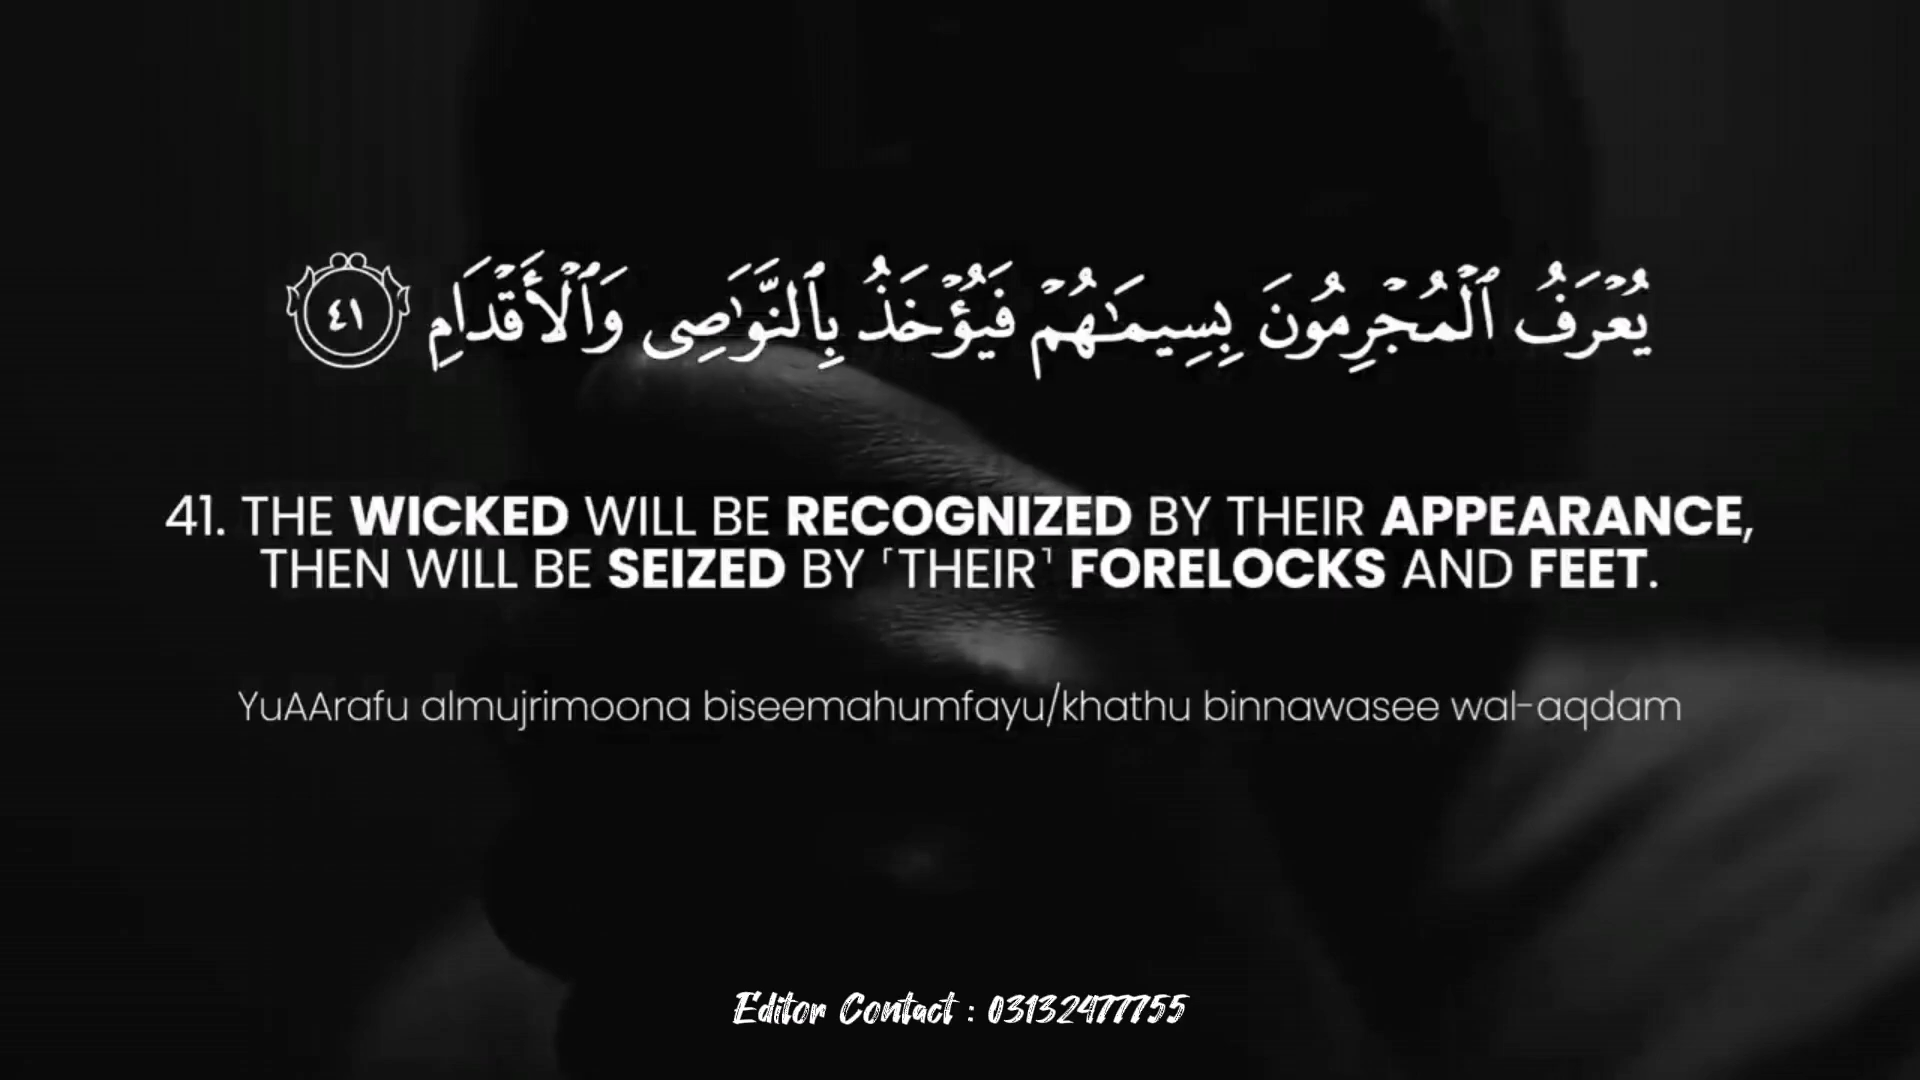 يُعۡرَفُ ٱلۡمُجۡرِمُونَ بِسِيمَـٰهُمۡ فَيُؤۡخَذُ بِٱلنَّوَٰصِى وَٱلۡأَقۡدَامِ ٤١
41. THE WICKED WILL BE RECOGNIZED BY THEIR APPEARANCE,
THEN WILL BE SEIZED BY ˹THEIR˺ FORELOCKS AND FEET.
YuAArafu almujrimoona biseemahumfayu/khathu binnawasee wal-aqdam
Editor Contact : 03132477755